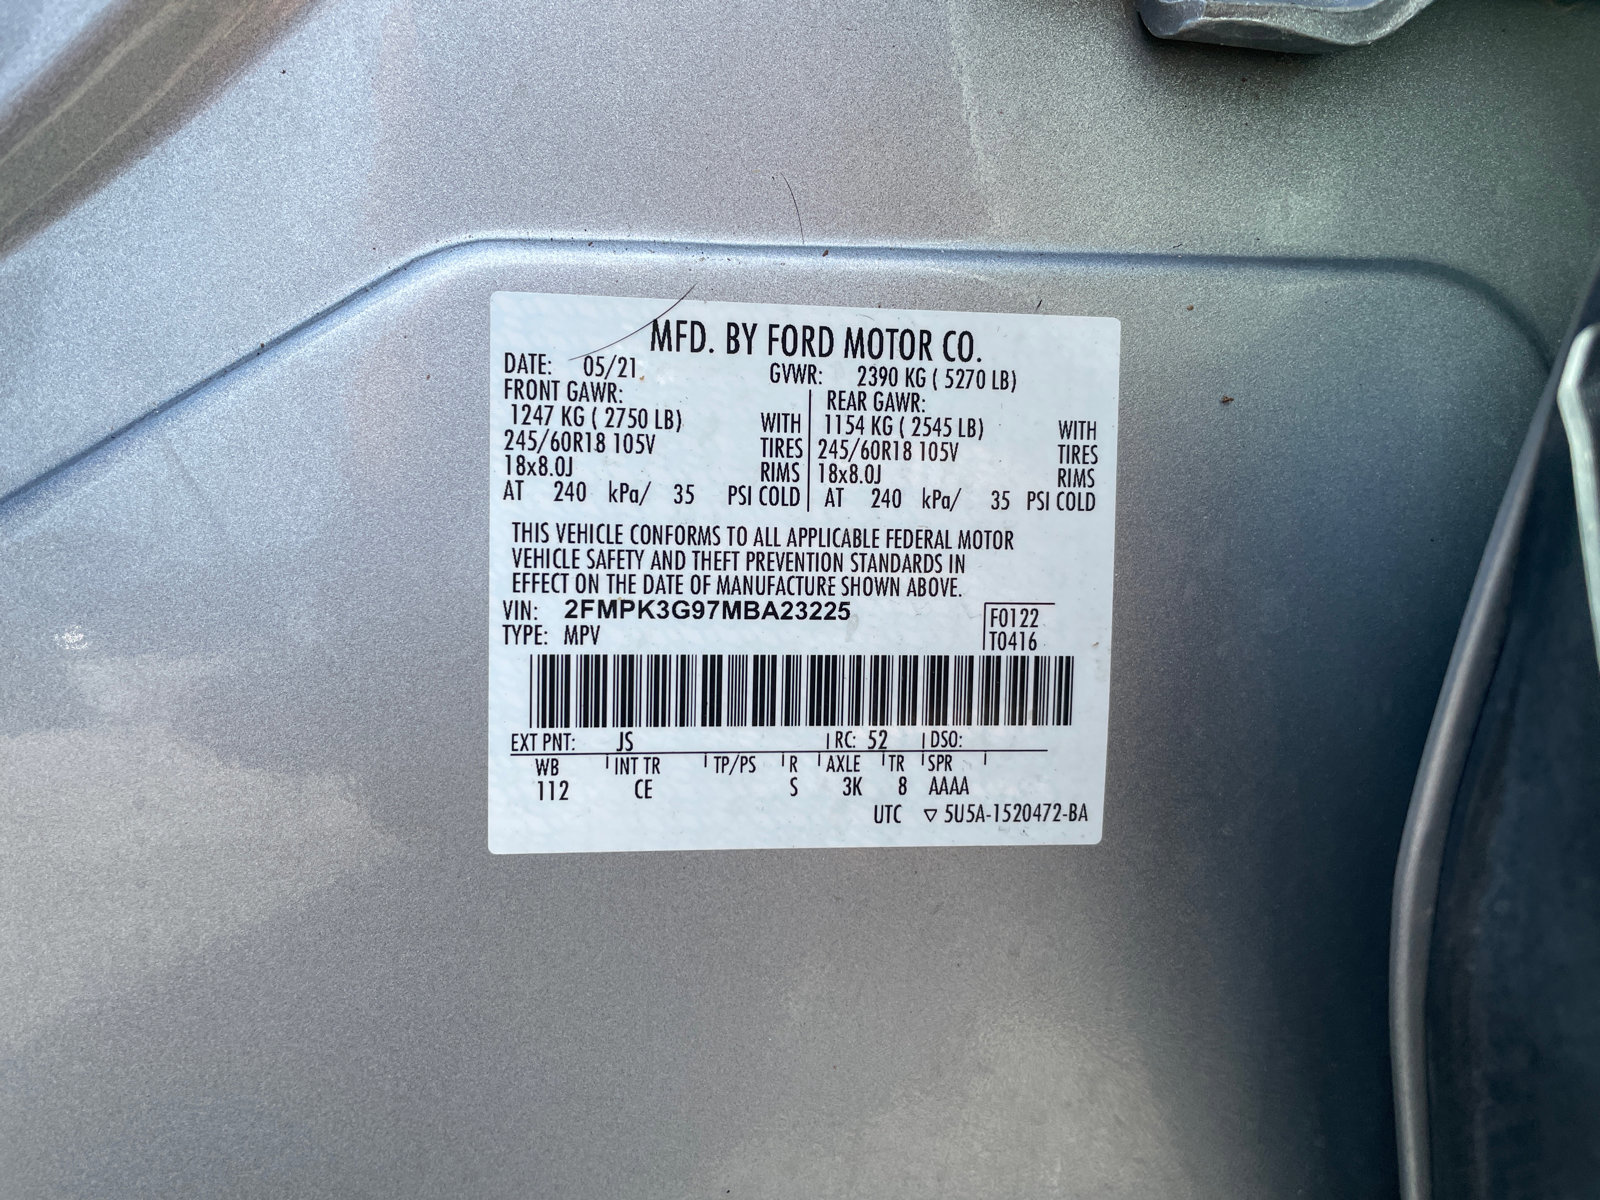 MFD. BY FORD MOTOR CO.
DATE: 05/21 GVWR: 2390 KG ( 5270 LB)
FRONT GAWR: REAR GAWR:
1247 KG ( 2750 LB) WITH 1154 KG ( 2545 LB) WITH
245/60R18 105V TIRES 245/60R18 105V TIRES
18x8.0J RIMS 18x8.0J RIMS
AT 240 kPa/ 35 PSI COLD AT 240 kPa/ 35 PSI COLD
THIS VEHICLE CONFORMS TO ALL APPLICABLE FEDERAL MOTOR
VEHICLE SAFETY AND THEFT PREVENTION STANDARDS IN
EFFECT ON THE DATE OF MANUFACTURE SHOWN ABOVE.
VIN: 2FMPK3G97MBA23225 F0122
TYPE: MPV T0416
EXT PNT: JS RC: 52 DSO:
WB INT TR TP/PS R AXLE TR SPR
112 CE S 3K 8 AAAA
UTC ▽ 5U5A-1520472-BA